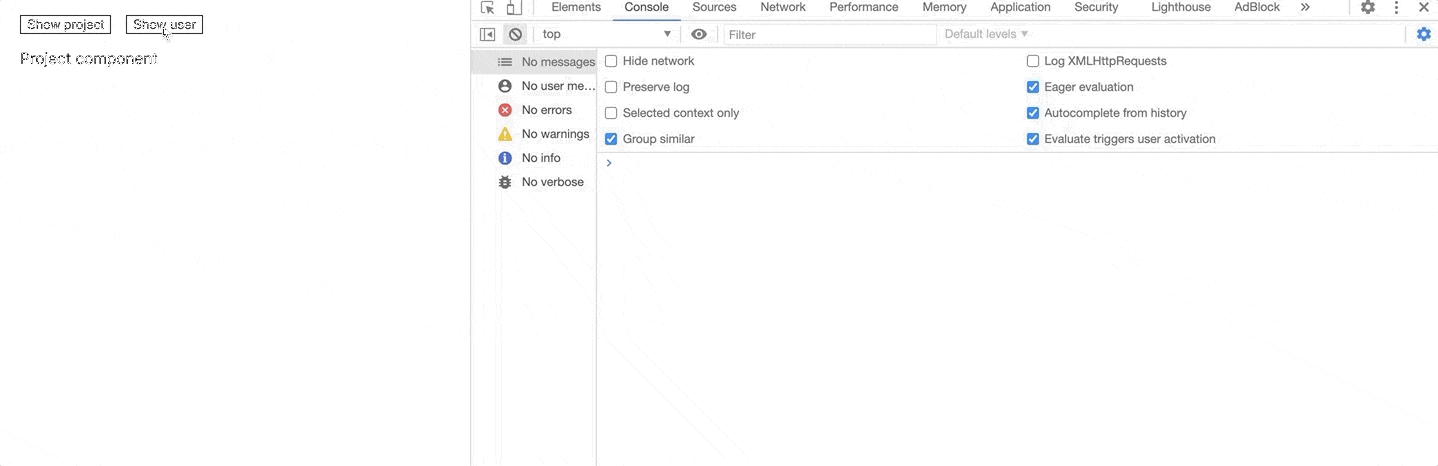 Show project Show user
Project component
Elements Console Sources Network Performance Memory Application Security Lighthouse AdBlock »
top ▼ Filter Default levels ▼
No messages
No user me...
No errors
No warnings
No info
No verbose
Hide network
Preserve log
Selected context only
Group similar
Log XMLHttpRequests
Eager evaluation
Autocomplete from history
Evaluate triggers user activation